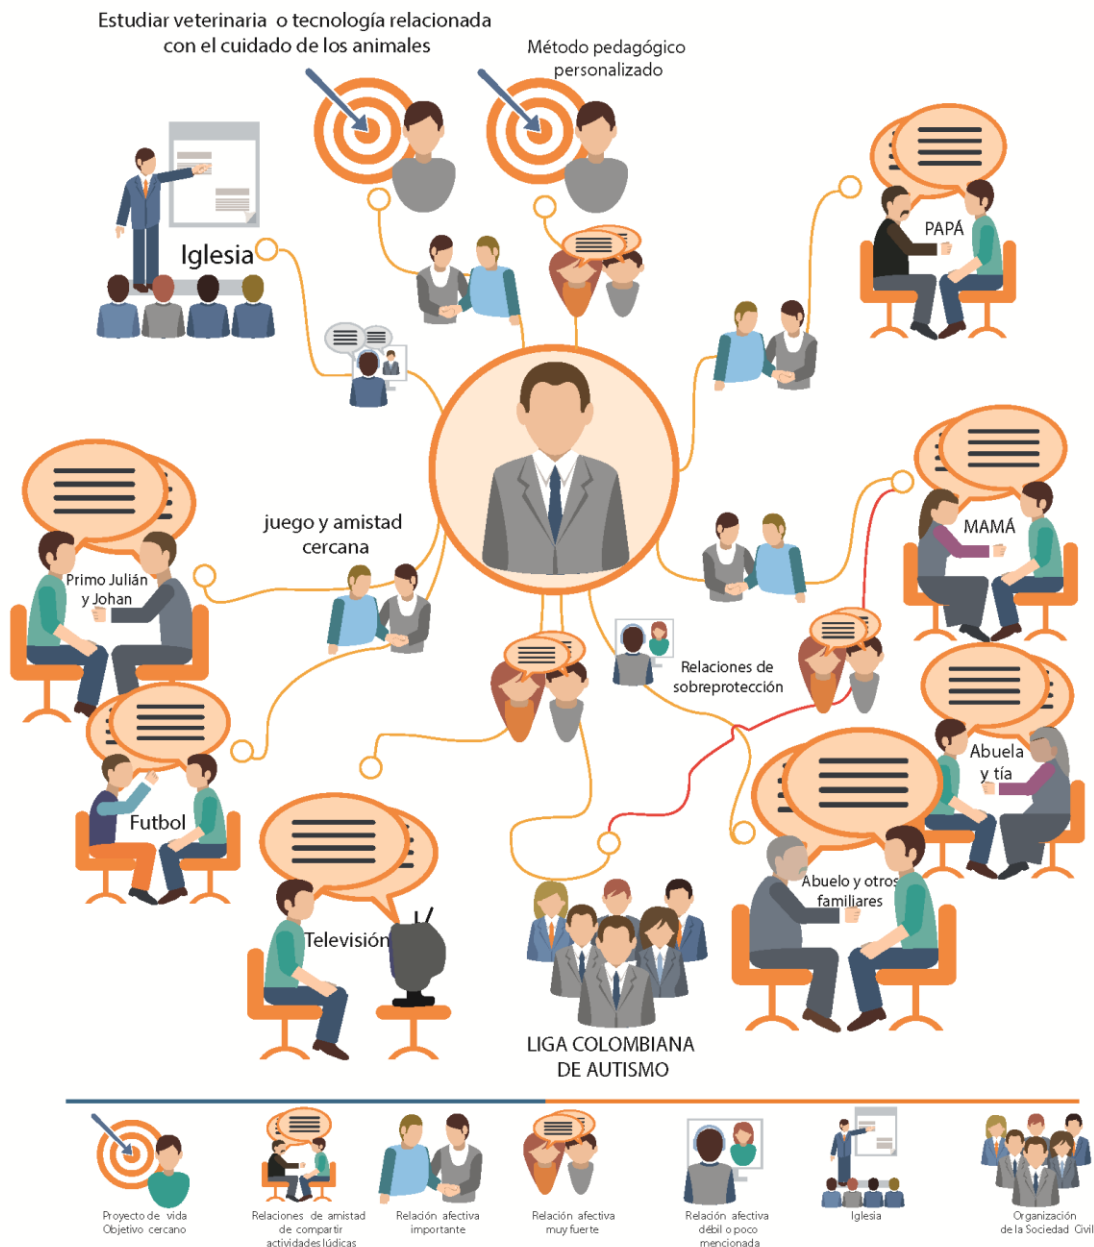 Estudiar veterinaria o tecnología relacionada
con el cuidado de los animales
Método pedagógico
personalizado
Iglesia
PAPÁ
juego y amistad
cercana
MAMÁ
Primo Julián
y Johan
Relaciones de
sobreprotección
Abuela
y tía
Futbol
Abuelo y otros
familiares
Televisión
LIGA COLOMBIANA
DE AUTISMO
Proyecto de vida
Objetivo cercano
Relaciones de amistad
de compartir
actividades lúdicas
Relación afectiva
importante
Relación afectiva
muy fuerte
Relación afectiva
débil o poco
mencionada
Iglesia
Organización
de la Sociedad Civil